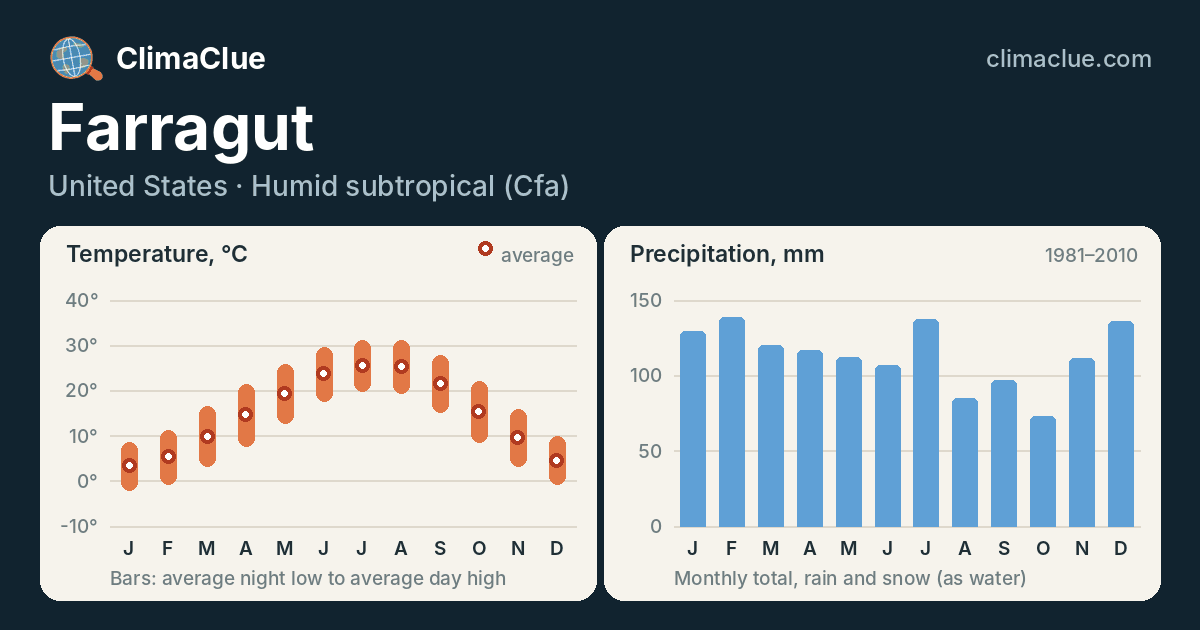 ClimaClue
climaclue.com
Farragut
United States · Humid subtropical (Cfa)
Temperature, °C
average
40°
30°
20°
10°
0°
-10°
J F M A M J J A S O N D
Bars: average night low to average day high
Precipitation, mm
1981–2010
150
100
50
0
J F M A M J J A S O N D
Monthly total, rain and snow (as water)